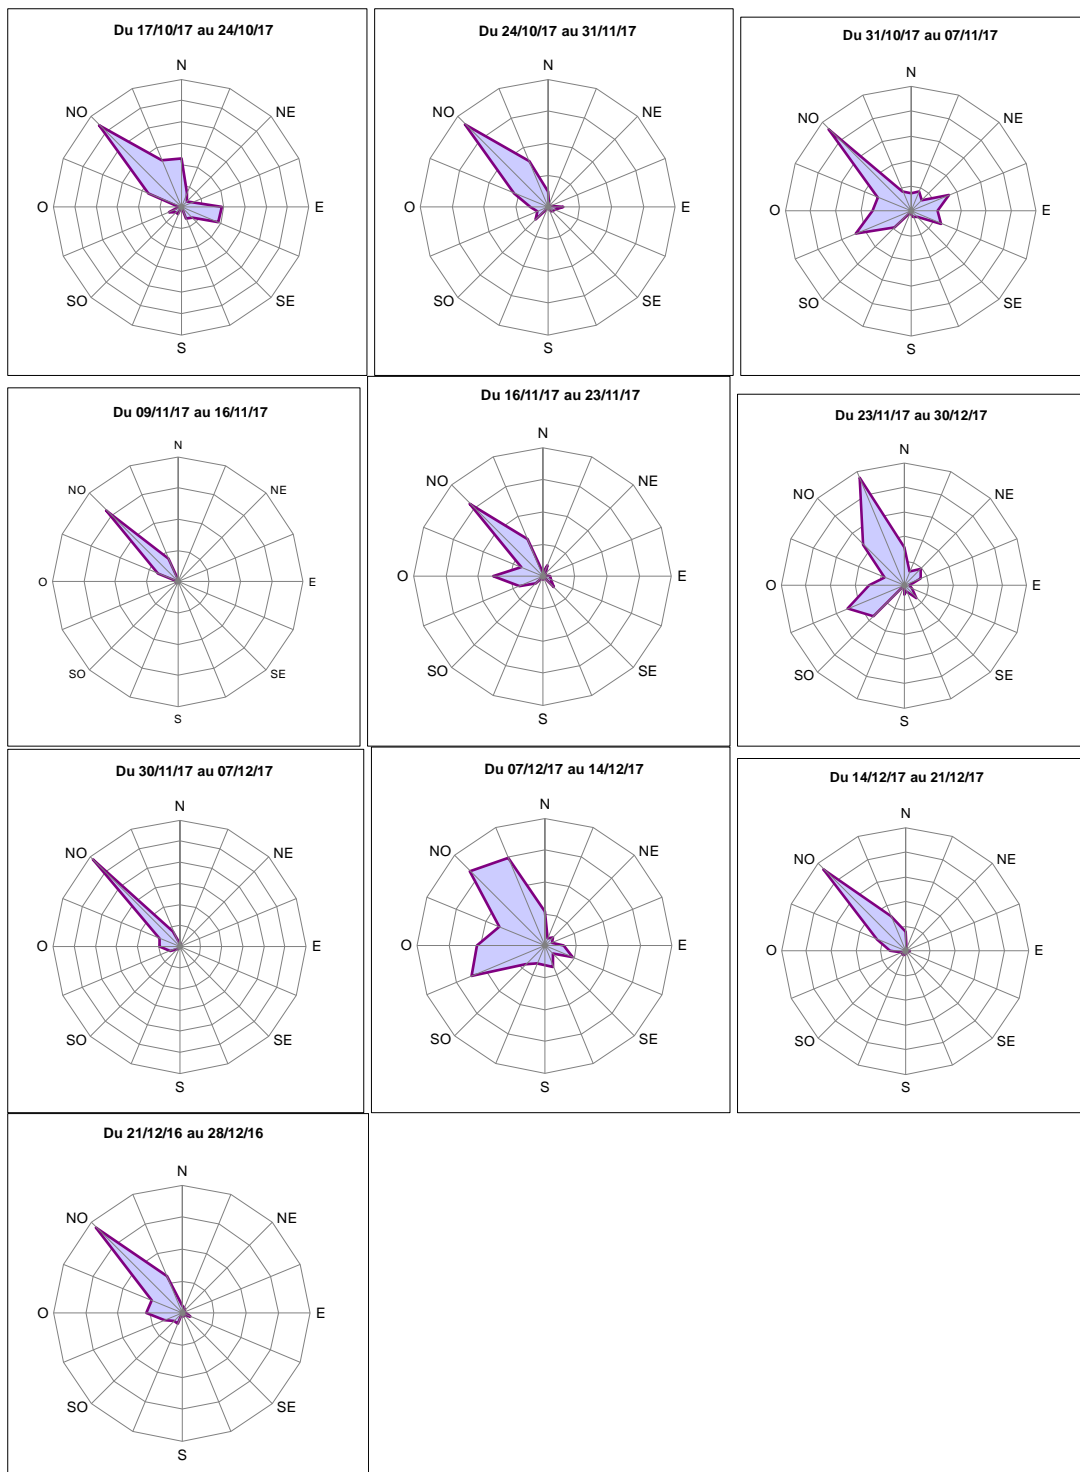 Du 17/10/17 au 24/10/17
N
NO
NE
O
E
SO
SE
S
Du 24/10/17 au 31/11/17
N
NO
NE
O
E
SO
SE
S
Du 31/10/17 au 07/11/17
N
NO
NE
O
E
SO
SE
S
Du 09/11/17 au 16/11/17
N
NO
NE
O
E
SO
SE
S
Du 16/11/17 au 23/11/17
N
NO
NE
O
E
SO
SE
S
Du 23/11/17 au 30/12/17
N
NO
NE
O
E
SO
SE
S
Du 30/11/17 au 07/12/17
N
NO
NE
O
E
SO
SE
S
Du 07/12/17 au 14/12/17
N
NO
NE
O
E
SO
SE
S
Du 14/12/17 au 21/12/17
N
NO
NE
O
E
SO
SE
S
Du 21/12/16 au 28/12/16
N
NO
NE
O
E
SO
SE
S